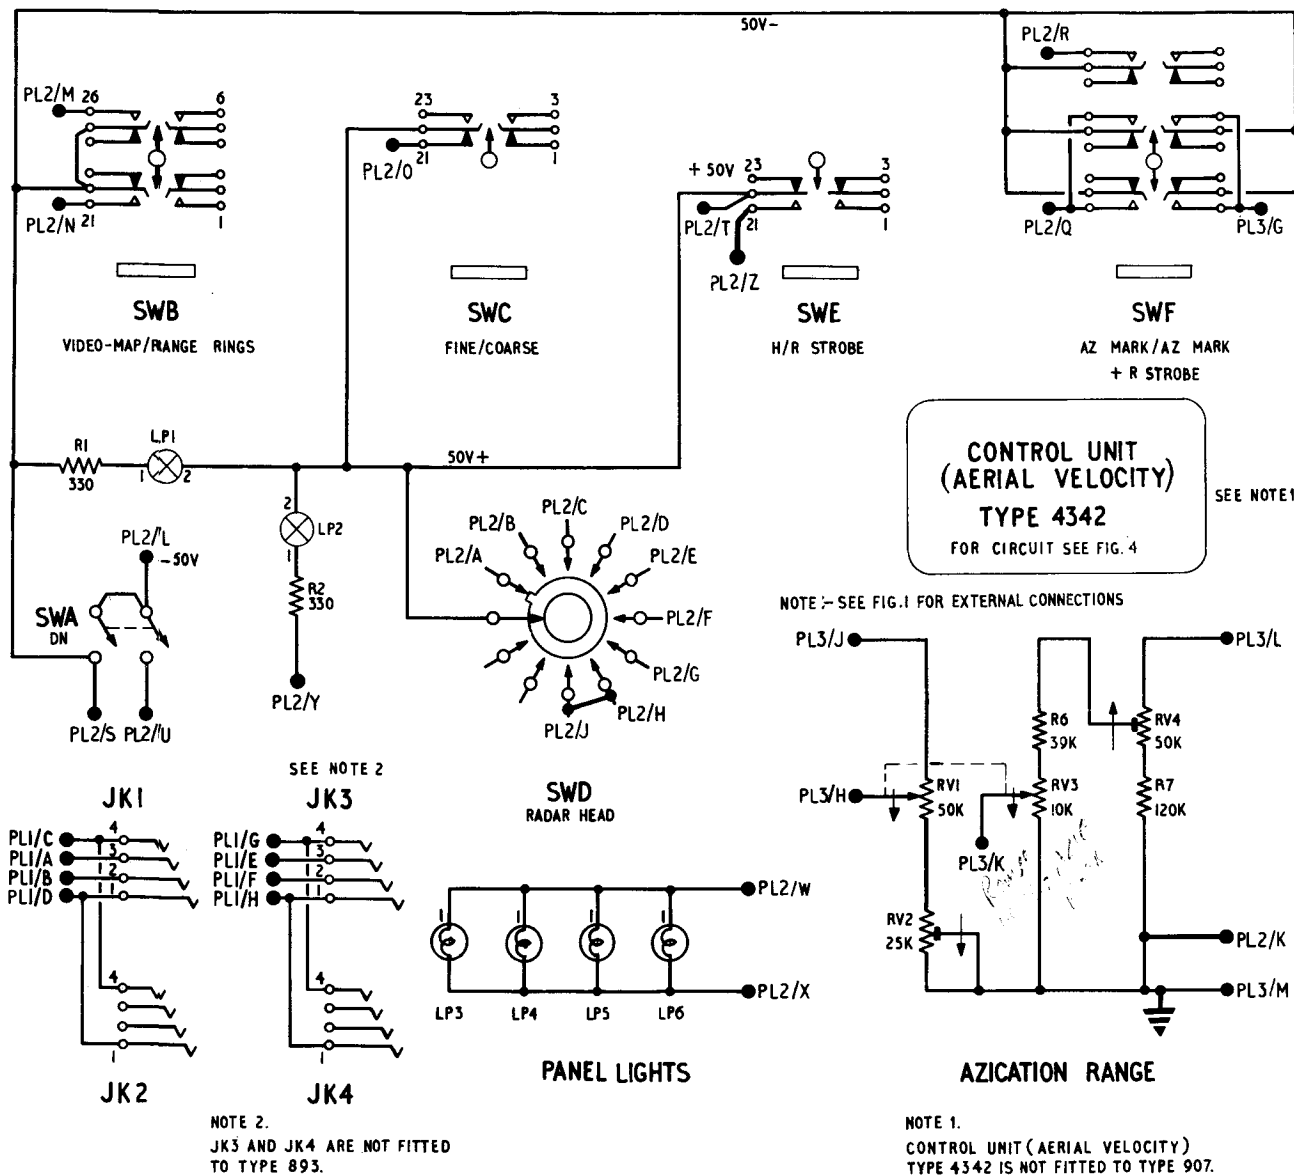 50V-
PL2/R
PL2/M 26 6
23 3
PL2/O 21 1
+ 50V 23 3
PL2/N 21 1
PL2/T 21 1
PL2/Z
PL2/Q PL3/G
SWB
VIDEO-MAP/RANGE RINGS
SWC
FINE/COARSE
SWE
H/R STROBE
SWF
AZ MARK/AZ MARK
+ R STROBE
R1
330
LP1
1 2
50V+
CONTROL UNIT
(AERIAL VELOCITY)
TYPE 4342
FOR CIRCUIT SEE FIG. 4
SEE NOTE 1
PL2/L
-50V
SWA
DN
PL2/S PL2/U
2
LP2
1
R2
330
PL2/Y
PL2/A
PL2/B
PL2/C
PL2/D
PL2/E
PL2/F
PL2/G
PL2/H
PL2/J
SWD
RADAR HEAD
NOTE:- SEE FIG.1 FOR EXTERNAL CONNECTIONS
PL3/J
PL3/L
R6
39K
RV4
50K
PL3/H
RV1
50K
RV3
10K
R7
120K
PL3/K
RV2
25K
PL2/K
PL3/M
AZICATION RANGE
SEE NOTE 2
JK1
PL1/C 4
PL1/A 3
PL1/B 2
PL1/D 1
4
1
JK2
JK3
PL1/G 4
PL1/E 3
PL1/F 2
PL1/H 1
4
1
JK4
PL2/W
1 1 1 1
PL2/X
LP3 LP4 LP5 LP6
PANEL LIGHTS
NOTE 2.
JK3 AND JK4 ARE NOT FITTED
TO TYPE 893.
NOTE 1.
CONTROL UNIT (AERIAL VELOCITY)
TYPE 4342 IS NOT FITTED TO TYPE 907.